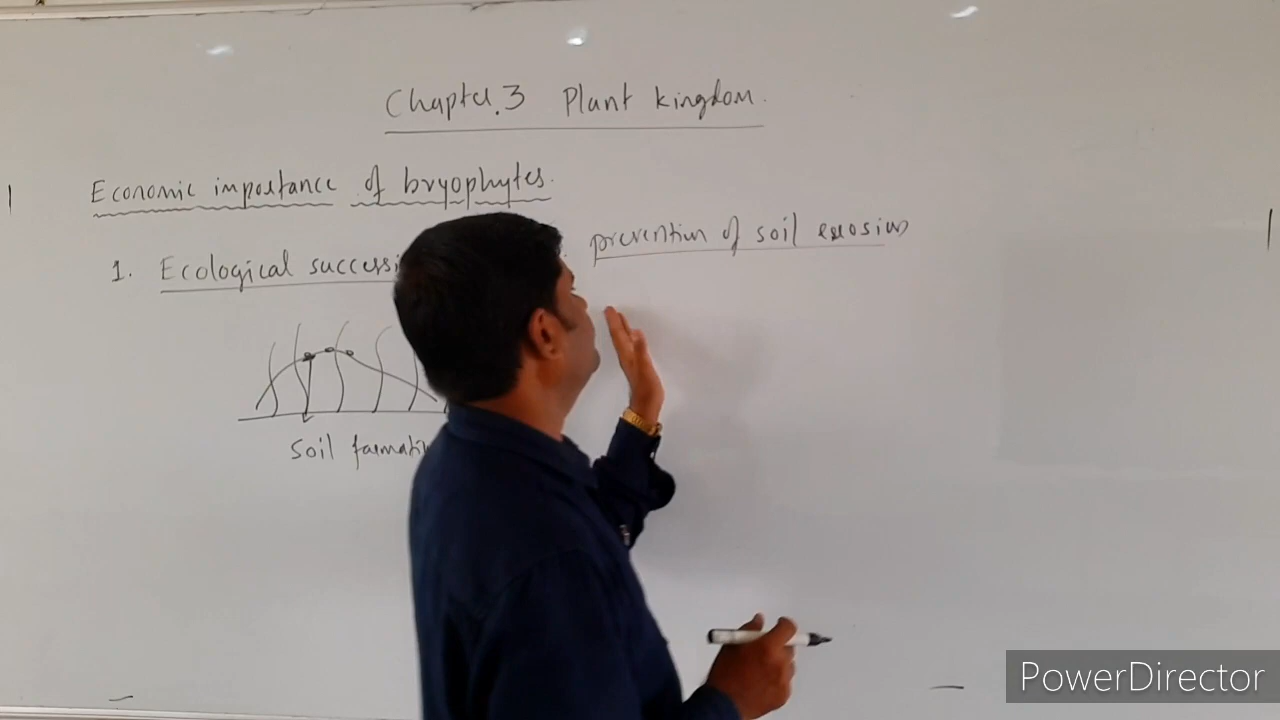 Chapter.3 Plant kingdom.
Economic importance of bryophytes.
1. Ecological successi
prevention of soil erosion
soil formati
PowerDirector